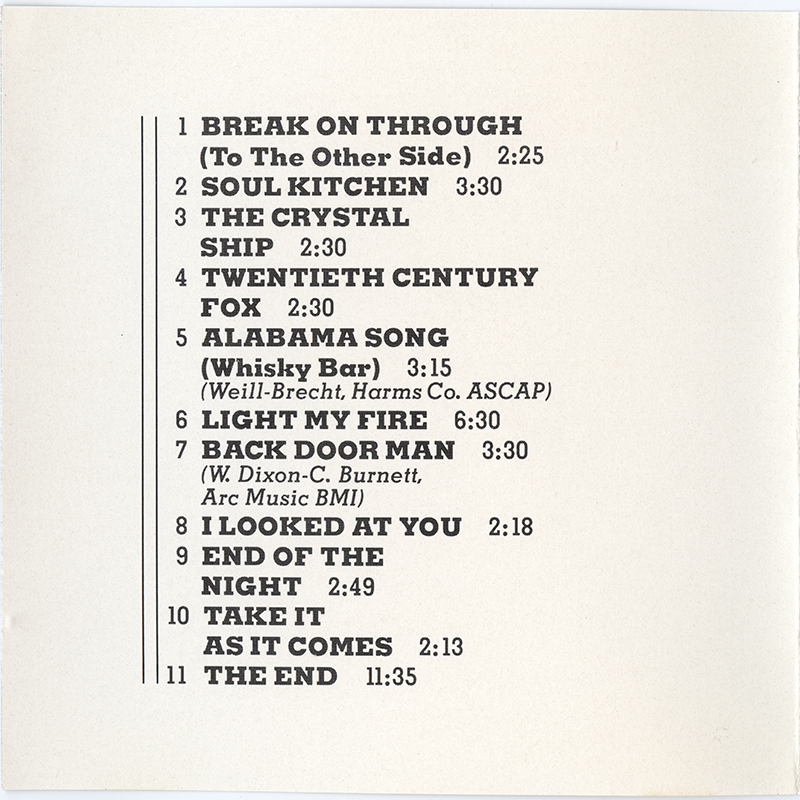 1 BREAK ON THROUGH
(To The Other Side) 2:25
2 SOUL KITCHEN 3:30
3 THE CRYSTAL
SHIP 2:30
4 TWENTIETH CENTURY
FOX 2:30
5 ALABAMA SONG
(Whisky Bar) 3:15
(Weill-Brecht, Harms Co. ASCAP)
6 LIGHT MY FIRE 6:30
7 BACK DOOR MAN 3:30
(W. Dixon-C. Burnett,
Arc Music BMI)
8 I LOOKED AT YOU 2:18
9 END OF THE
NIGHT 2:49
10 TAKE IT
AS IT COMES 2:13
11 THE END 11:35